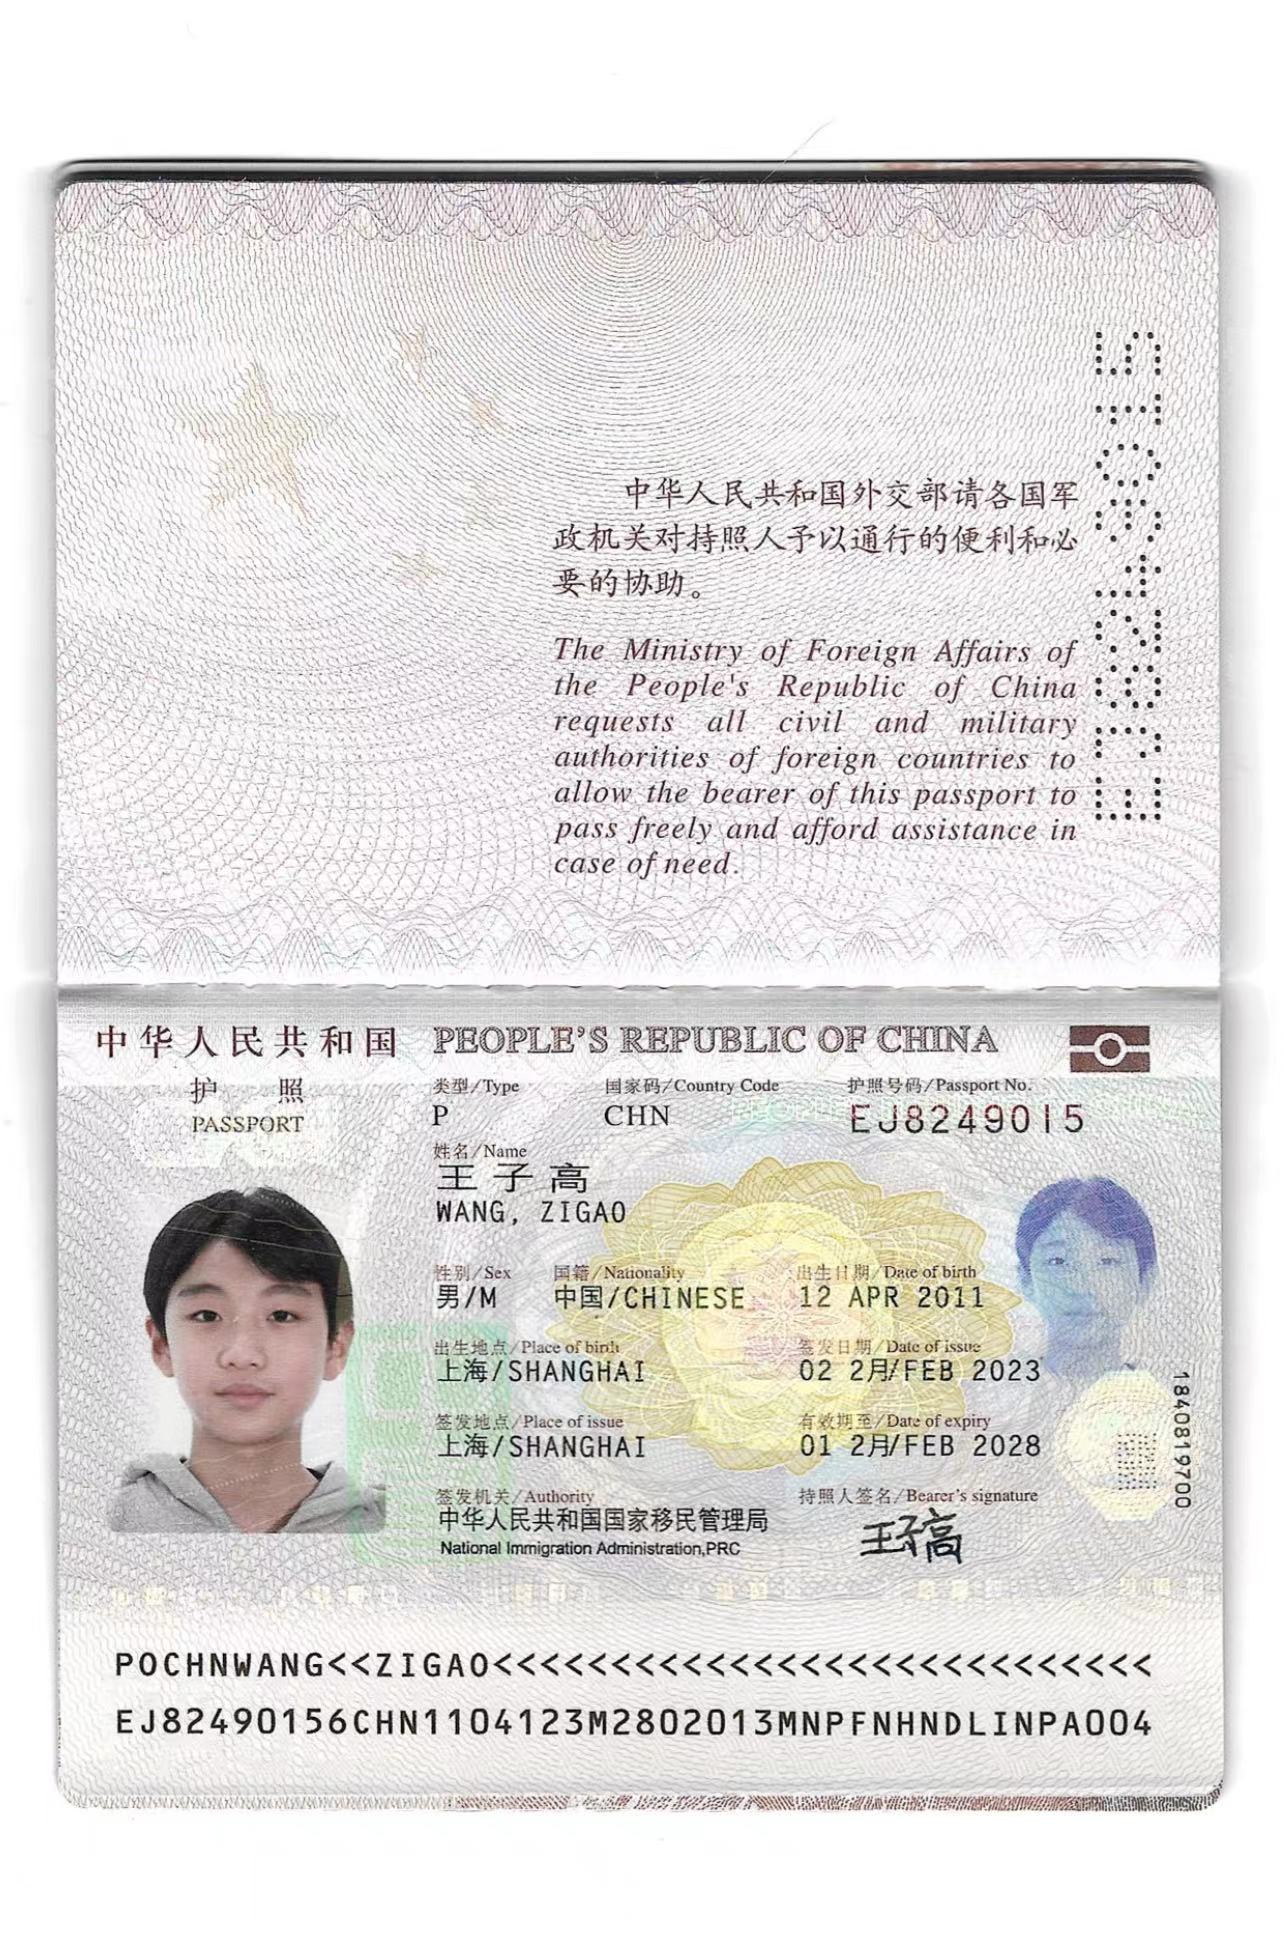 中华人民共和国外交部请各国军
政机关对持照人予以通行的便利和必
要的协助。
The Ministry of Foreign Affairs of
the People's Republic of China
requests all civil and military
authorities of foreign countries to
allow the bearer of this passport to
pass freely and afford assistance in
case of need.
EJ8249015
中华人民共和国 PEOPLE'S REPUBLIC OF CHINA
护 照
PASSPORT
类型/Type 国家码/Country Code 护照号码/Passport No.
P CHN EJ8249015
姓名/Name
王子高
WANG, ZIGAO
性别/Sex 国籍/Nationality 出生日期/Date of birth
男/M 中国/CHINESE 12 APR 2011
出生地点/Place of birth 签发日期/Date of issue
上海/SHANGHAI 02 2月/FEB 2023
签发地点/Place of issue 有效期至/Date of expiry
上海/SHANGHAI 01 2月/FEB 2028
签发机关/Authority 持照人签名/Bearer's signature
中华人民共和国国家移民管理局
National Immigration Administration,PRC
王子高
1840819700
POCHNWANG<<ZIGAO<<<<<<<<<<<<<<<<<<<<<<<<<<<<
EJ82490156CHN1104123M2802013MNPFNHNDLINPA004